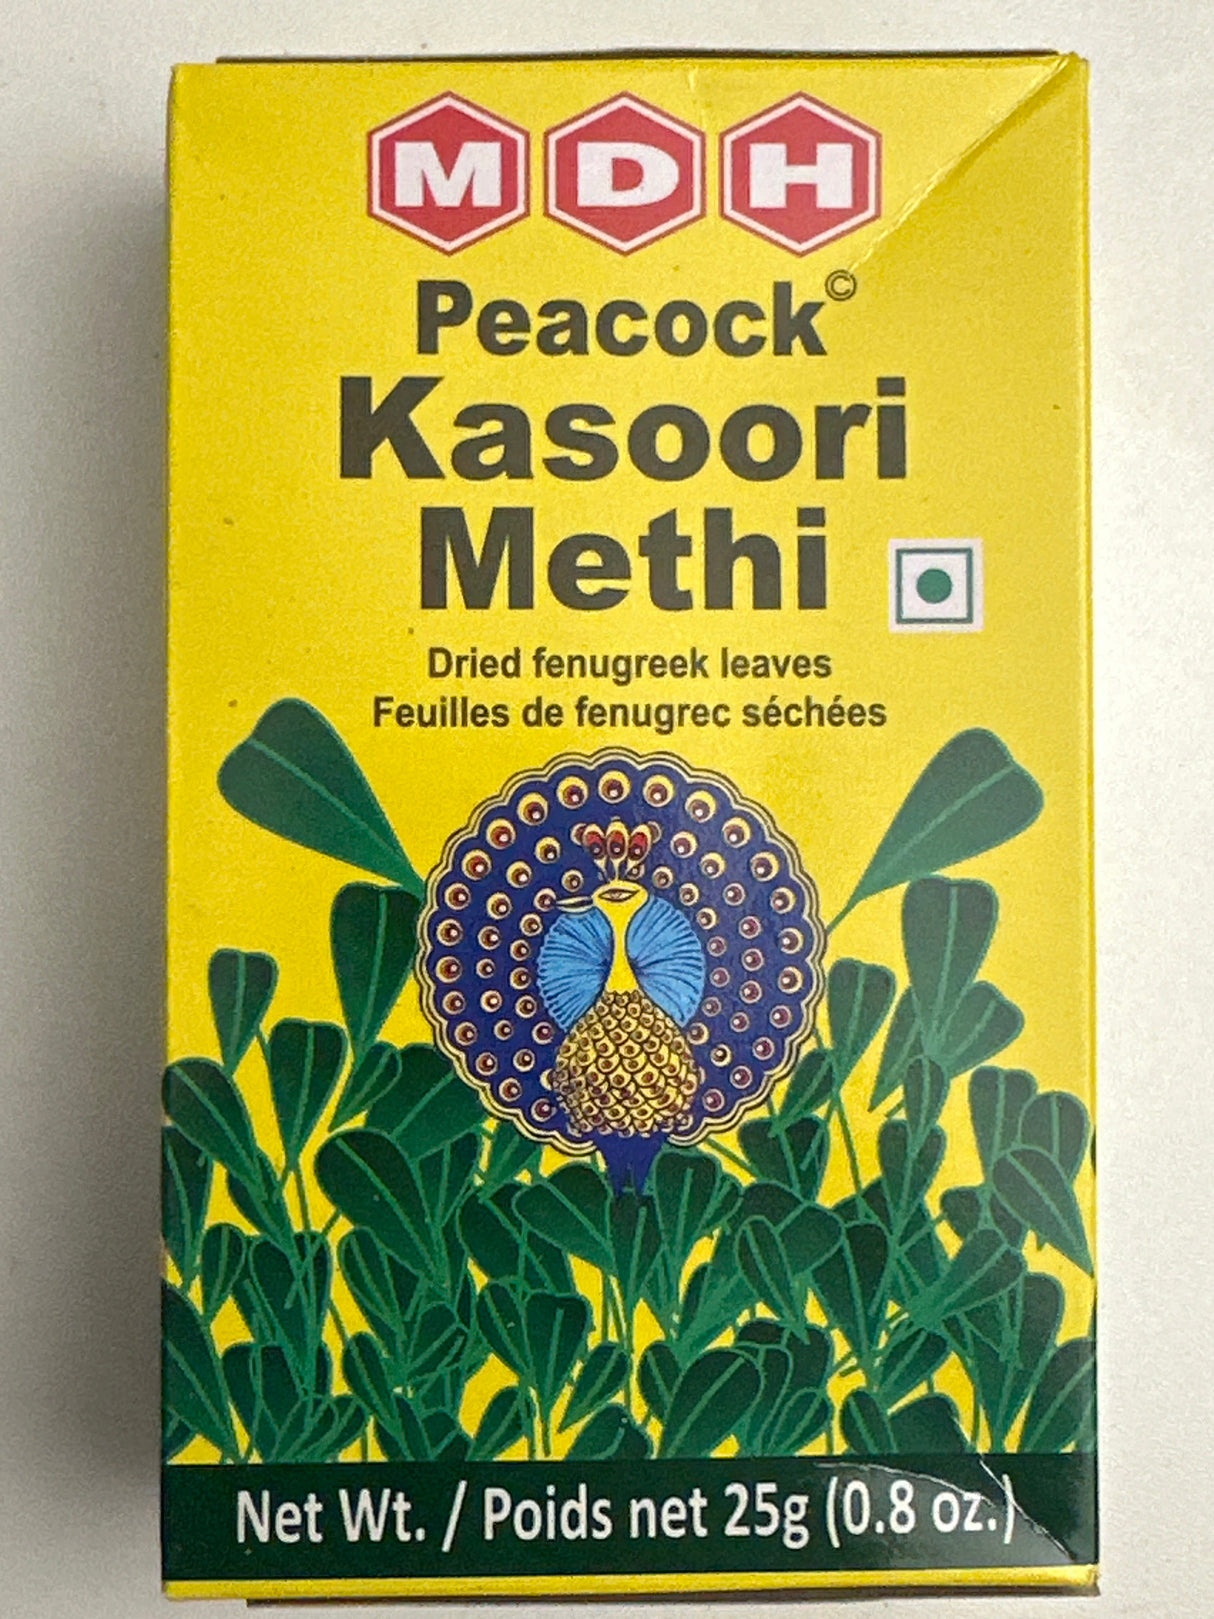 MDH
Peacock©
Kasoori
Methi
Dried fenugreek leaves
Feuilles de fenugrec séchées
Net Wt. / Poids net 25g (0.8 oz.)